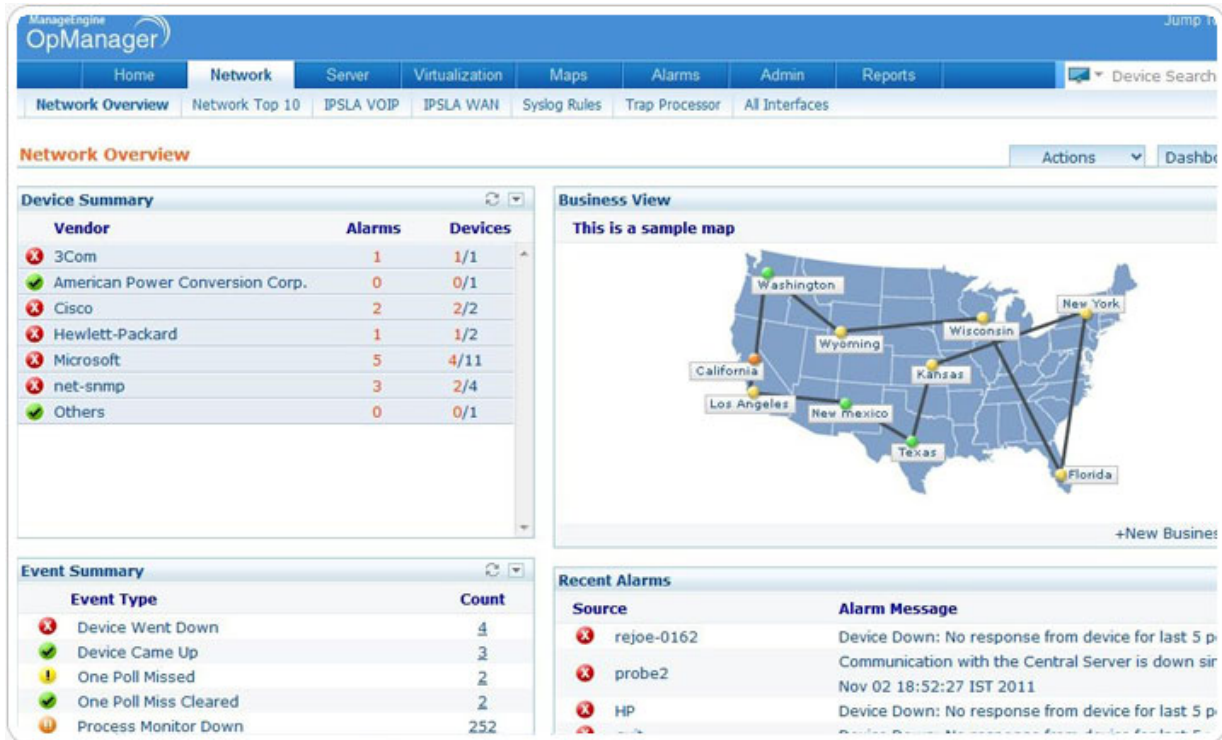 ManageEngine
OpManager
Jump
Home Network Server Virtualization Maps Alarms Admin Reports
Device Search
Network Overview Network Top 10 IPSLA VOIP IPSLA WAN Syslog Rules Trap Processor All Interfaces
Network Overview
Actions
Device Summary
Vendor Alarms Devices
3Com 1 1/1
American Power Conversion Corp. 0 0/1
Cisco 2 2/2
Hewlett-Packard 1 1/2
Microsoft 5 4/11
net-snmp 3 2/4
Others 0 0/1
Business View
This is a sample map
Washington
New York
Wisconsin
Wyoming
California
Kansas
Los Angeles
New mexico
Texas
Florida
+New Busines
Event Summary
Event Type Count
Device Went Down 4
Device Came Up 3
One Poll Missed 2
One Poll Miss Cleared 2
Process Monitor Down 252
Recent Alarms
Source Alarm Message
rejoe-0162 Device Down: No response from device for last 5 p
probe2 Communication with the Central Server is down sin
Nov 02 18:52:27 IST 2011
HP Device Down: No response from device for last 5 p